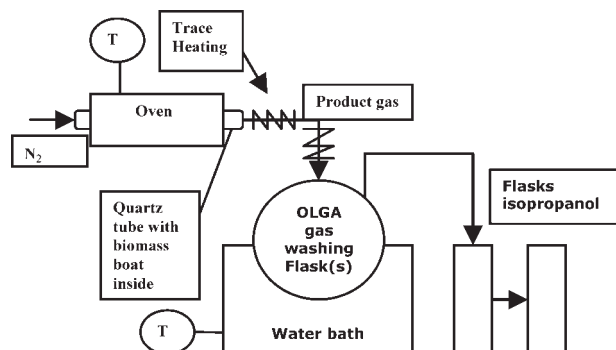 T
Trace
Heating
Oven
Product gas
N₂
Quartz
tube with
biomass
boat
inside
OLGA
gas
washing
Flask(s)
Flasks
isopropanol
T
Water bath